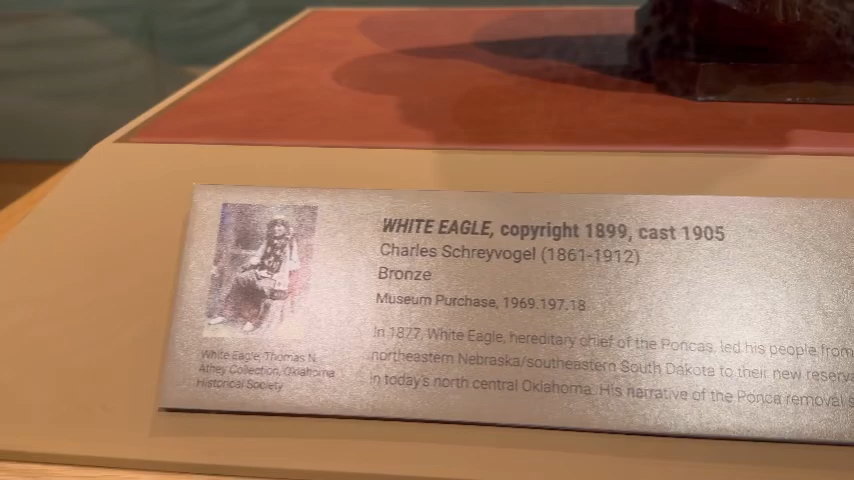 WHITE EAGLE, copyright 1899, cast 1905
Charles Schreyvogel (1861-1912)
Bronze
Museum Purchase, 1969.197.18
In 1877, White Eagle, hereditary chief of the Poncas, led his people from
northeastern Nebraska/southeastern South Dakota to their new reserva
in today's north central Oklahoma. His narrative of the Ponca removal s
White Eagle, Thomas N.
Athey Collection, Oklahoma
Historical Society